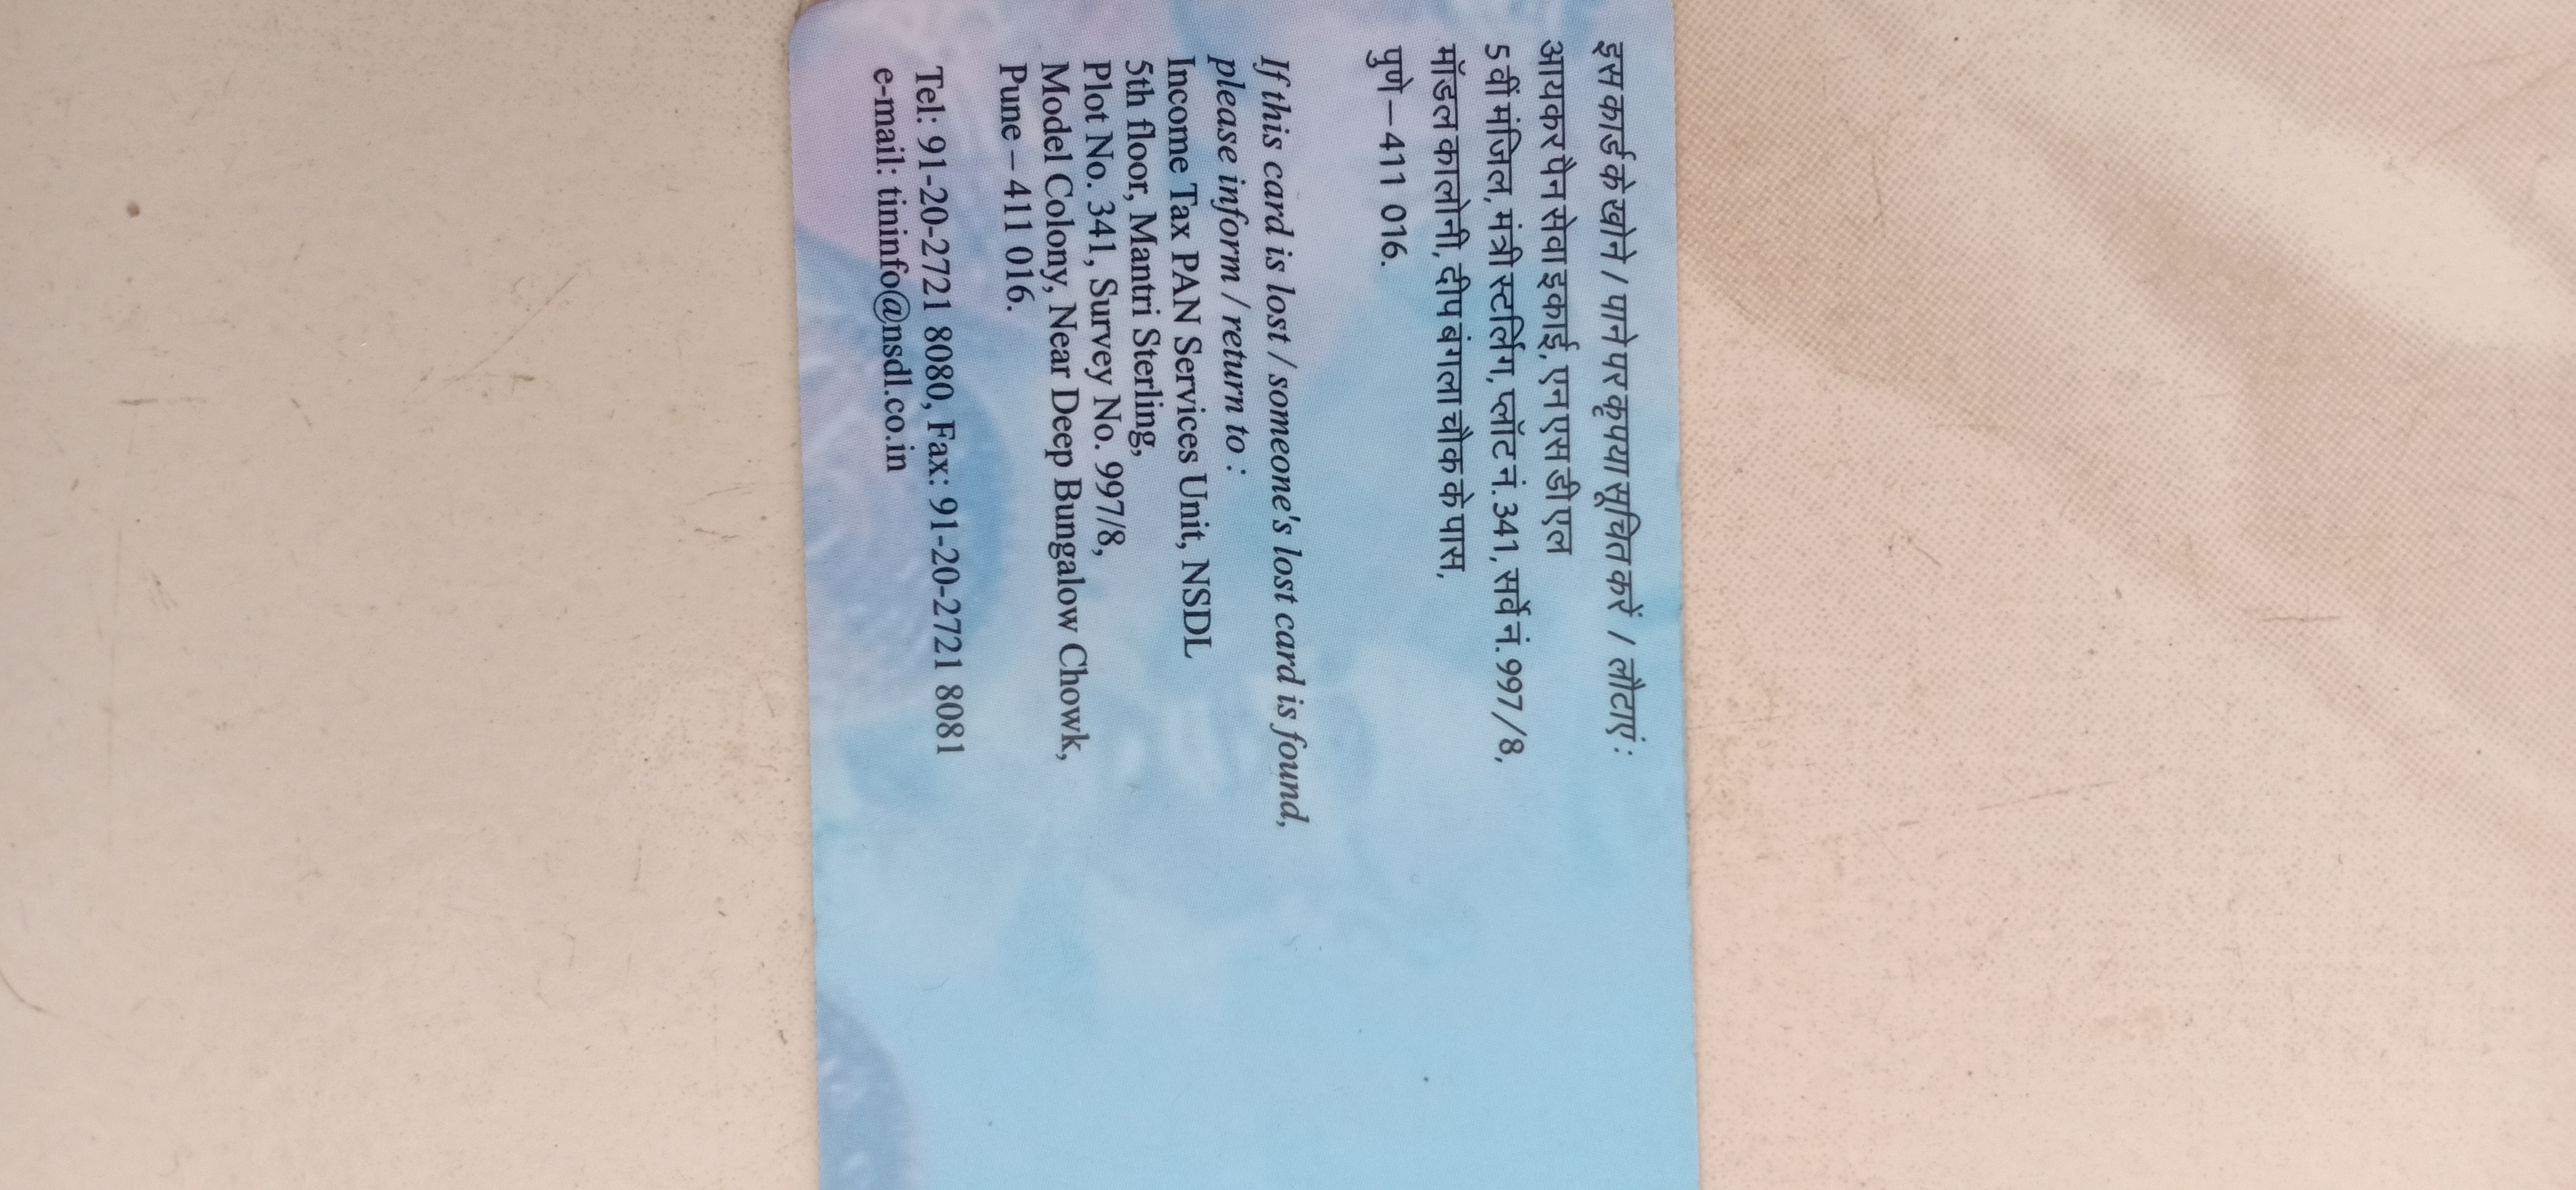 इस कार्ड के खोने / पाने पर कृपया सूचित करें / लौटाएं :
आयकर पैन सेवा इकाई, एन एस डी एल
5 वीं मंजिल, मंत्री स्टर्लिंग, प्लॉट नं. 341, सर्वे नं. 997/8,
मॉडल कालोनी, दीप बंगला चौक के पास,
पुणे – 411 016.
If this card is lost / someone's lost card is found,
please inform / return to :
Income Tax PAN Services Unit, NSDL
5th floor, Mantri Sterling,
Plot No. 341, Survey No. 997/8,
Model Colony, Near Deep Bungalow Chowk,
Pune – 411 016.
Tel: 91-20-2721 8080, Fax: 91-20-2721 8081
e-mail: tininfo@nsdl.co.in